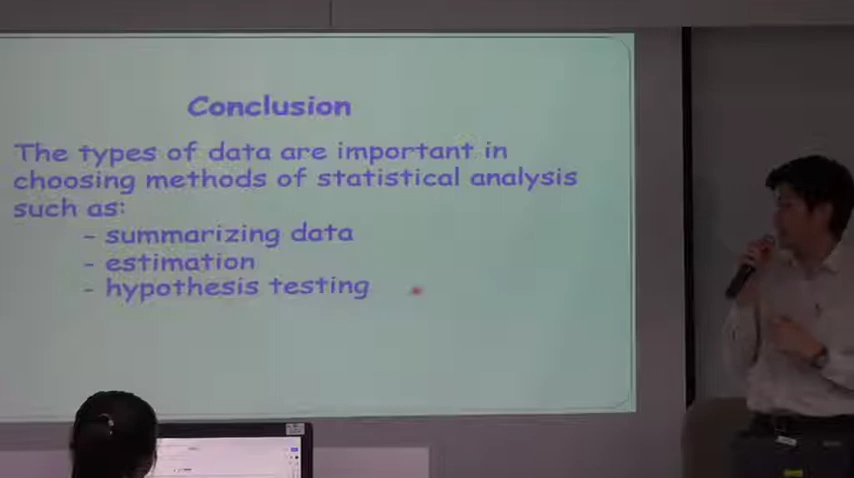 Conclusion
The types of data are important in
choosing methods of statistical analysis
such as:
- summarizing data
- estimation
- hypothesis testing